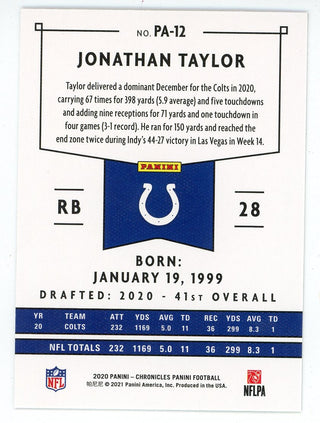 NO. PA-12
JONATHAN TAYLOR
Taylor delivered a dominant December for the Colts in 2020,
carrying 67 times for 398 yards (5.9 average) and five touchdowns
and adding nine receptions for 71 yards and one touchdown in
four games (3-1 record). He ran for 150 yards and reached the
end zone twice during Indy's 44-27 victory in Las Vegas in Week 14.
PANINI
RB
28
BORN:
JANUARY 19, 1999
DRAFTED: 2020 - 41ST OVERALL
YR TEAM ATT YDS AVG TD REC YDS AVG TD
20 COLTS 232 1169 5.0 11 36 299 8.3 1
NFL TOTALS 232 1169 5.0 11 36 299 8.3 1
NFL
2020 PANINI - CHRONICLES PANINI FOOTBALL
帕尼尼 © 2021 Panini America, Inc. Produced in the USA.
NFLPA